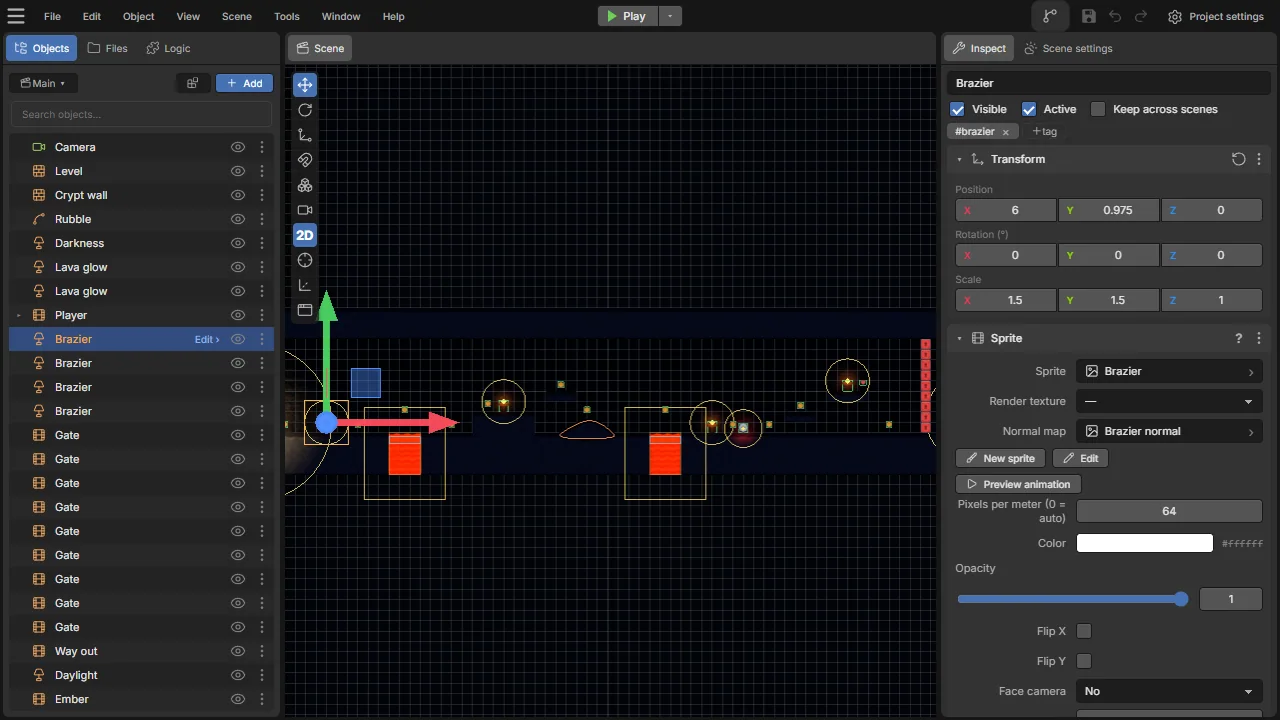 File Edit Object View Scene Tools Window Help
Play
Project settings
Objects Files Logic
Main
Add
Search objects...
Camera
Level
Crypt wall
Rubble
Darkness
Lava glow
Lava glow
Player
Brazier Edit ›
Brazier
Brazier
Brazier
Gate
Gate
Gate
Gate
Gate
Gate
Gate
Gate
Gate
Way out
Daylight
Ember
Scene
2D
Inspect Scene settings
Brazier
Visible Active Keep across scenes
#brazier × +tag
Transform
Position
X 6 Y 0.975 Z 0
Rotation (°)
X 0 Y 0 Z 0
Scale
X 1.5 Y 1.5 Z 1
Sprite ?
Sprite Brazier ›
Render texture —
Normal map Brazier normal ›
New sprite Edit
Preview animation
Pixels per meter (0 =
auto) 64
Color #ffffff
Opacity
1
Flip X
Flip Y
Face camera No